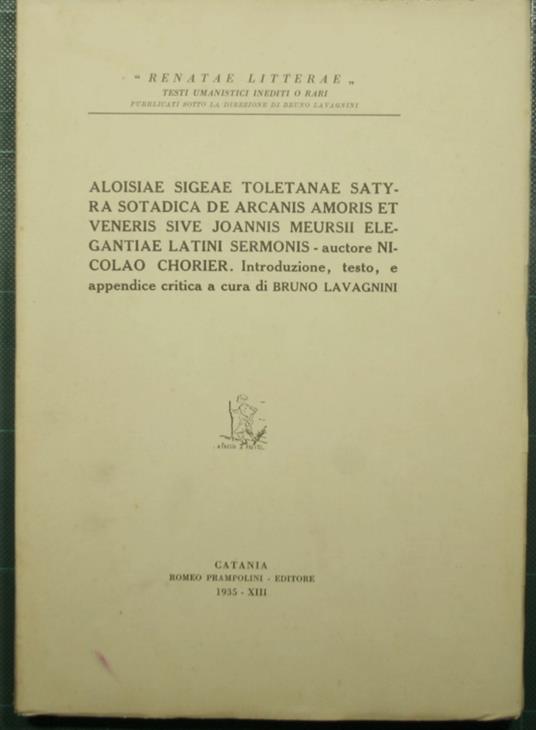 “ RENATAE LITTERAE „
TESTI UMANISTICI INEDITI O RARI
PUBBLICATI SOTTO LA DIREZIONE DI BRUNO LAVAGNINI
ALOISIAE SIGEAE TOLETANAE SATY-
RA SOTADICA DE ARCANIS AMORIS ET
VENERIS SIVE JOANNIS MEURSII ELE-
GANTIAE LATINI SERMONIS - auctore NI-
COLAO CHORIER. Introduzione, testo, e
appendice critica a cura di BRUNO LAVAGNINI
CATANIA
ROMEO PRAMPOLINI - EDITORE
1935 - XIII